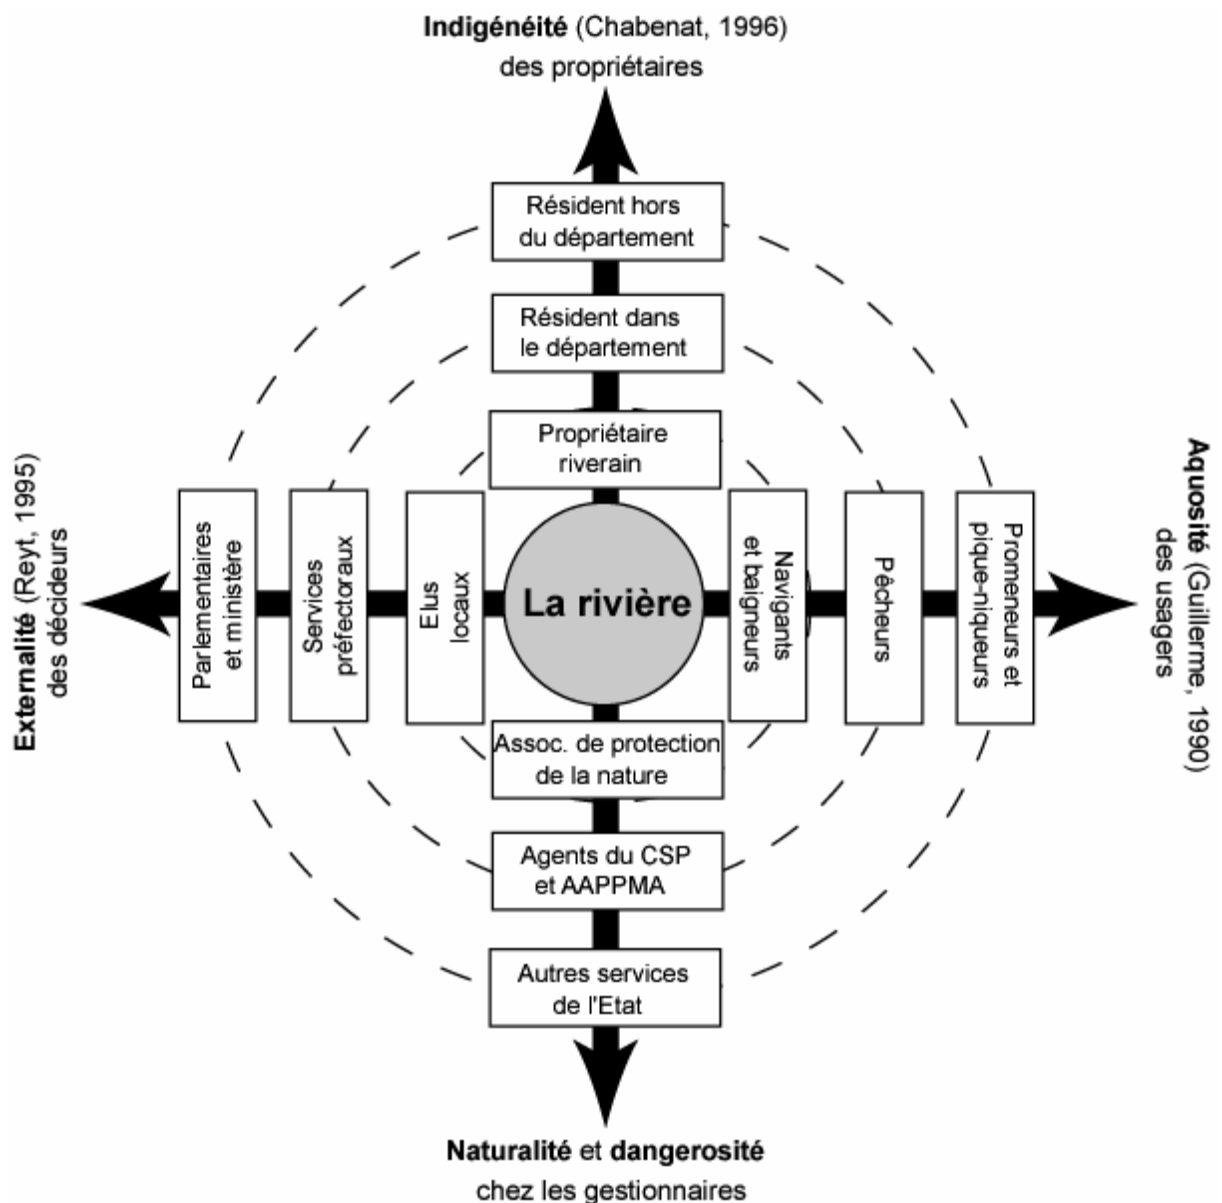 Indigénéité (Chabenat, 1996)
des propriétaires
Résident hors
du département
Résident dans
le département
Propriétaire
riverain
Externalité (Reyt, 1995)
des décideurs
Parlementaires
et ministère
Services
préfectoraux
Elus
locaux
La rivière
Navigants
et baigneurs
Pêcheurs
Promeneurs et
pique-niqueurs
Aquosité (Guillerme, 1990)
des usagers
Assoc. de protection
de la nature
Agents du CSP
et AAPPMA
Autres services
de l'Etat
Naturalité et dangerosité
chez les gestionnaires